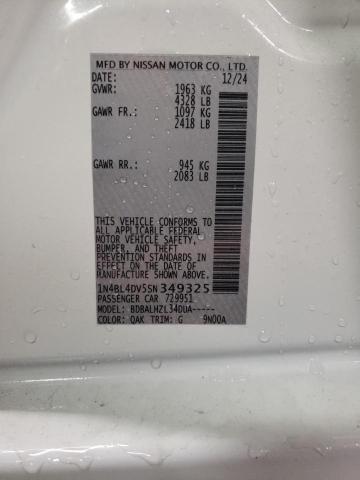 MFD BY NISSAN MOTOR CO., LTD.
DATE: 12/24
GVWR: 1963 KG
4328 LB
GAWR FR.: 1097 KG
2418 LB
GAWR RR.: 945 KG
2083 LB
THIS VEHICLE CONFORMS TO
ALL APPLICABLE FEDERAL
MOTOR VEHICLE SAFETY,
BUMPER, AND THEFT
PREVENTION STANDARDS IN
EFFECT ON THE DATE OF
MANUFACTURE SHOWN ABOVE.
1N4BL4DV5SN349325
PASSENGER CAR 729951
MODEL: BDBALHZL34DUA-----
COLOR: QAK TRIM: G 9N00A